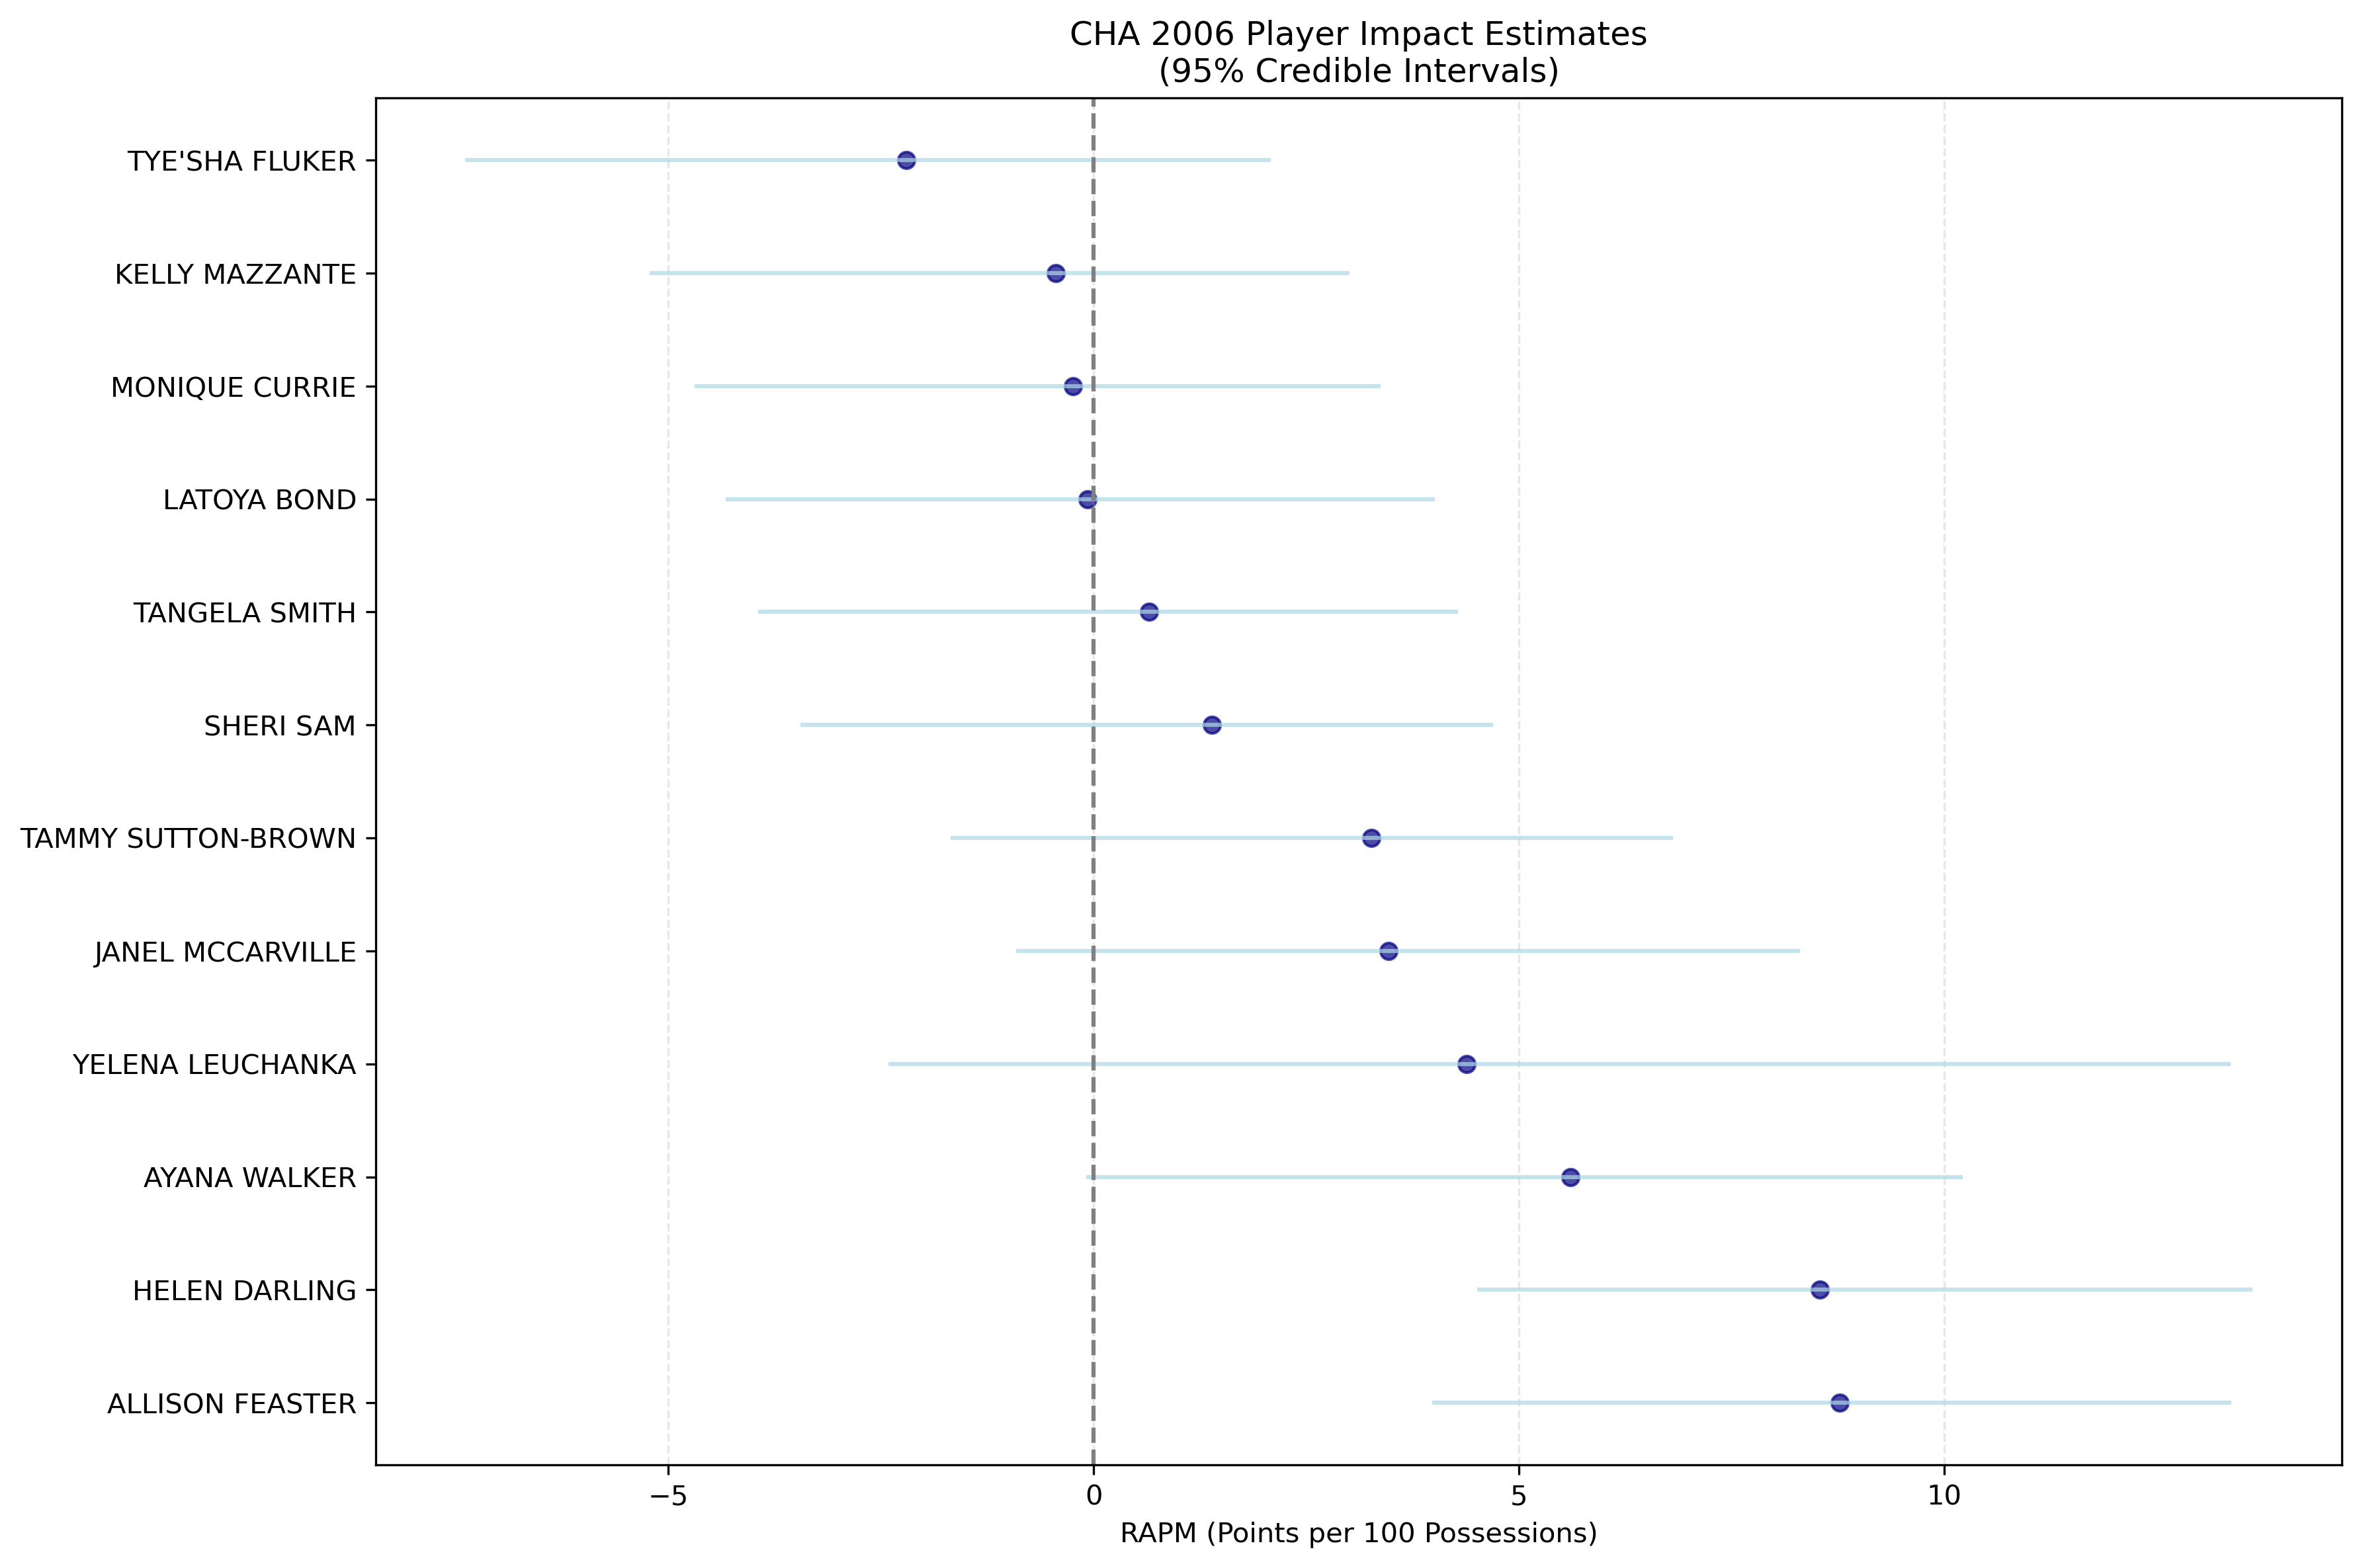 CHA 2006 Player Impact Estimates
(95% Credible Intervals)
TYE'SHA FLUKER
KELLY MAZZANTE
MONIQUE CURRIE
LATOYA BOND
TANGELA SMITH
SHERI SAM
TAMMY SUTTON-BROWN
JANEL MCCARVILLE
YELENA LEUCHANKA
AYANA WALKER
HELEN DARLING
ALLISON FEASTER
−5 0 5 10
RAPM (Points per 100 Possessions)